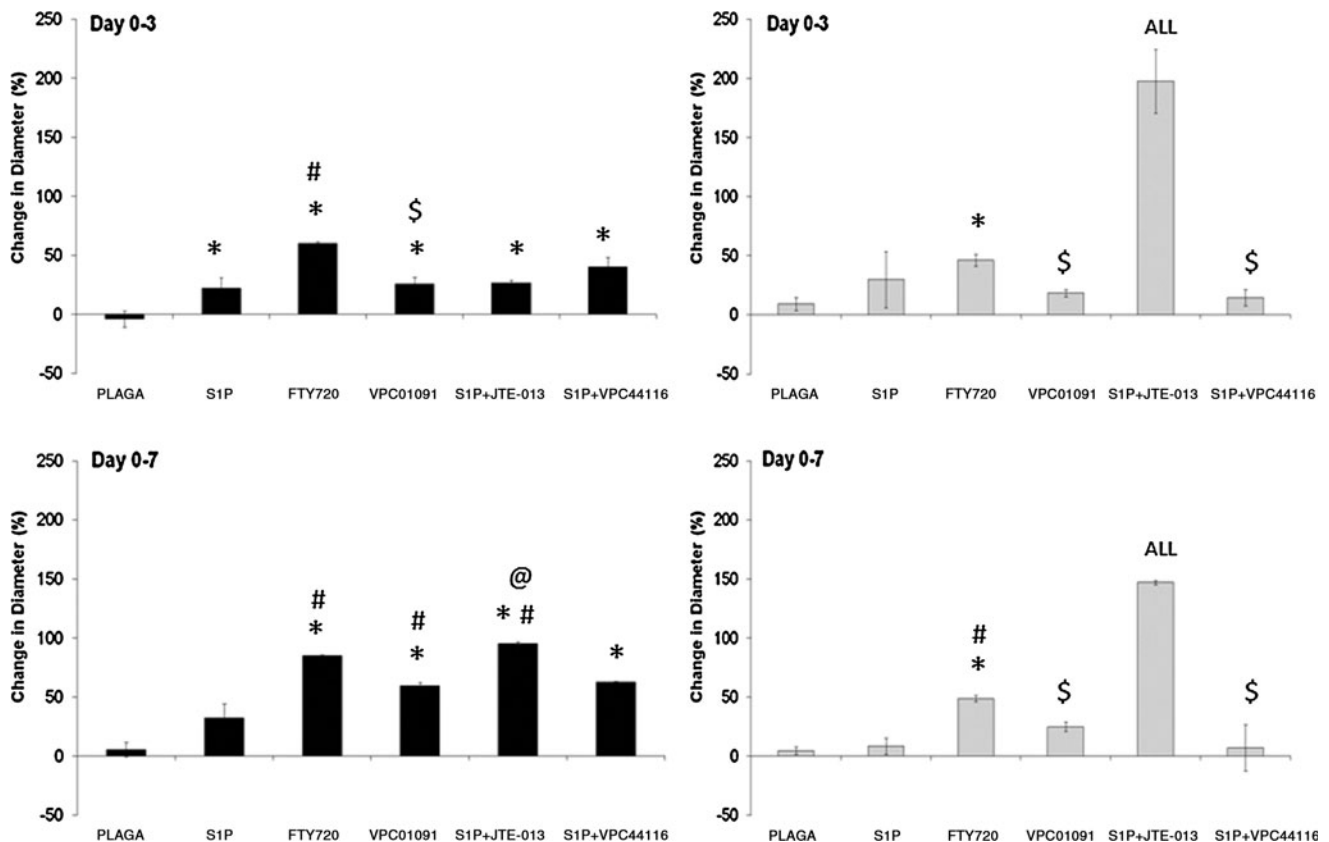 Day 0-3
Change in Diameter (%)
250
200
150
100
50
0
-50
#
* * $ * * *
PLAGA S1P FTY720 VPC01091 S1P+JTE-013 S1P+VPC44116
Day 0-3
Change in Diameter (%)
250
200
150
100
50
0
-50
* $ ALL $
PLAGA S1P FTY720 VPC01091 S1P+JTE-013 S1P+VPC44116
Day 0-7
Change in Diameter (%)
250
200
150
100
50
0
-50
@
# # * #
* * *
PLAGA S1P FTY720 VPC01091 S1P+JTE-013 S1P+VPC44116
Day 0-7
Change in Diameter (%)
250
200
150
100
50
0
-50
ALL
#
* $ $
PLAGA S1P FTY720 VPC01091 S1P+JTE-013 S1P+VPC44116